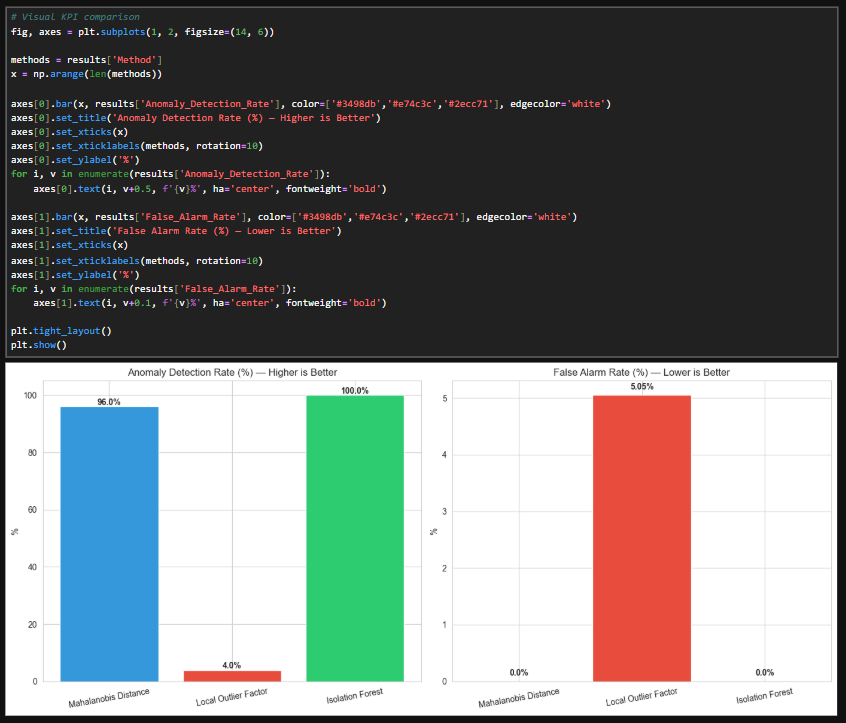 # Visual KPI comparison
fig, axes = plt.subplots(1, 2, figsize=(14, 6))
methods = results['Method']
x = np.arange(len(methods))
axes[0].bar(x, results['Anomaly_Detection_Rate'], color=['#3498db','#e74c3c','#2ecc71'], edgecolor='white')
axes[0].set_title('Anomaly Detection Rate (%) — Higher is Better')
axes[0].set_xticks(x)
axes[0].set_xticklabels(methods, rotation=10)
axes[0].set_ylabel('%')
for i, v in enumerate(results['Anomaly_Detection_Rate']):
    axes[0].text(i, v+0.5, f'{v}%', ha='center', fontweight='bold')
axes[1].bar(x, results['False_Alarm_Rate'], color=['#3498db','#e74c3c','#2ecc71'], edgecolor='white')
axes[1].set_title('False Alarm Rate (%) — Lower is Better')
axes[1].set_xticks(x)
axes[1].set_xticklabels(methods, rotation=10)
axes[1].set_ylabel('%')
for i, v in enumerate(results['False_Alarm_Rate']):
    axes[1].text(i, v+0.1, f'{v}%', ha='center', fontweight='bold')
plt.tight_layout()
plt.show()
Anomaly Detection Rate (%) — Higher is Better
100
80
60
40
20
0
%
96.0%
4.0%
100.0%
Mahalanobis Distance
Local Outlier Factor
Isolation Forest
False Alarm Rate (%) — Lower is Better
5
4
3
2
1
0
%
0.0%
5.05%
0.0%
Mahalanobis Distance
Local Outlier Factor
Isolation Forest